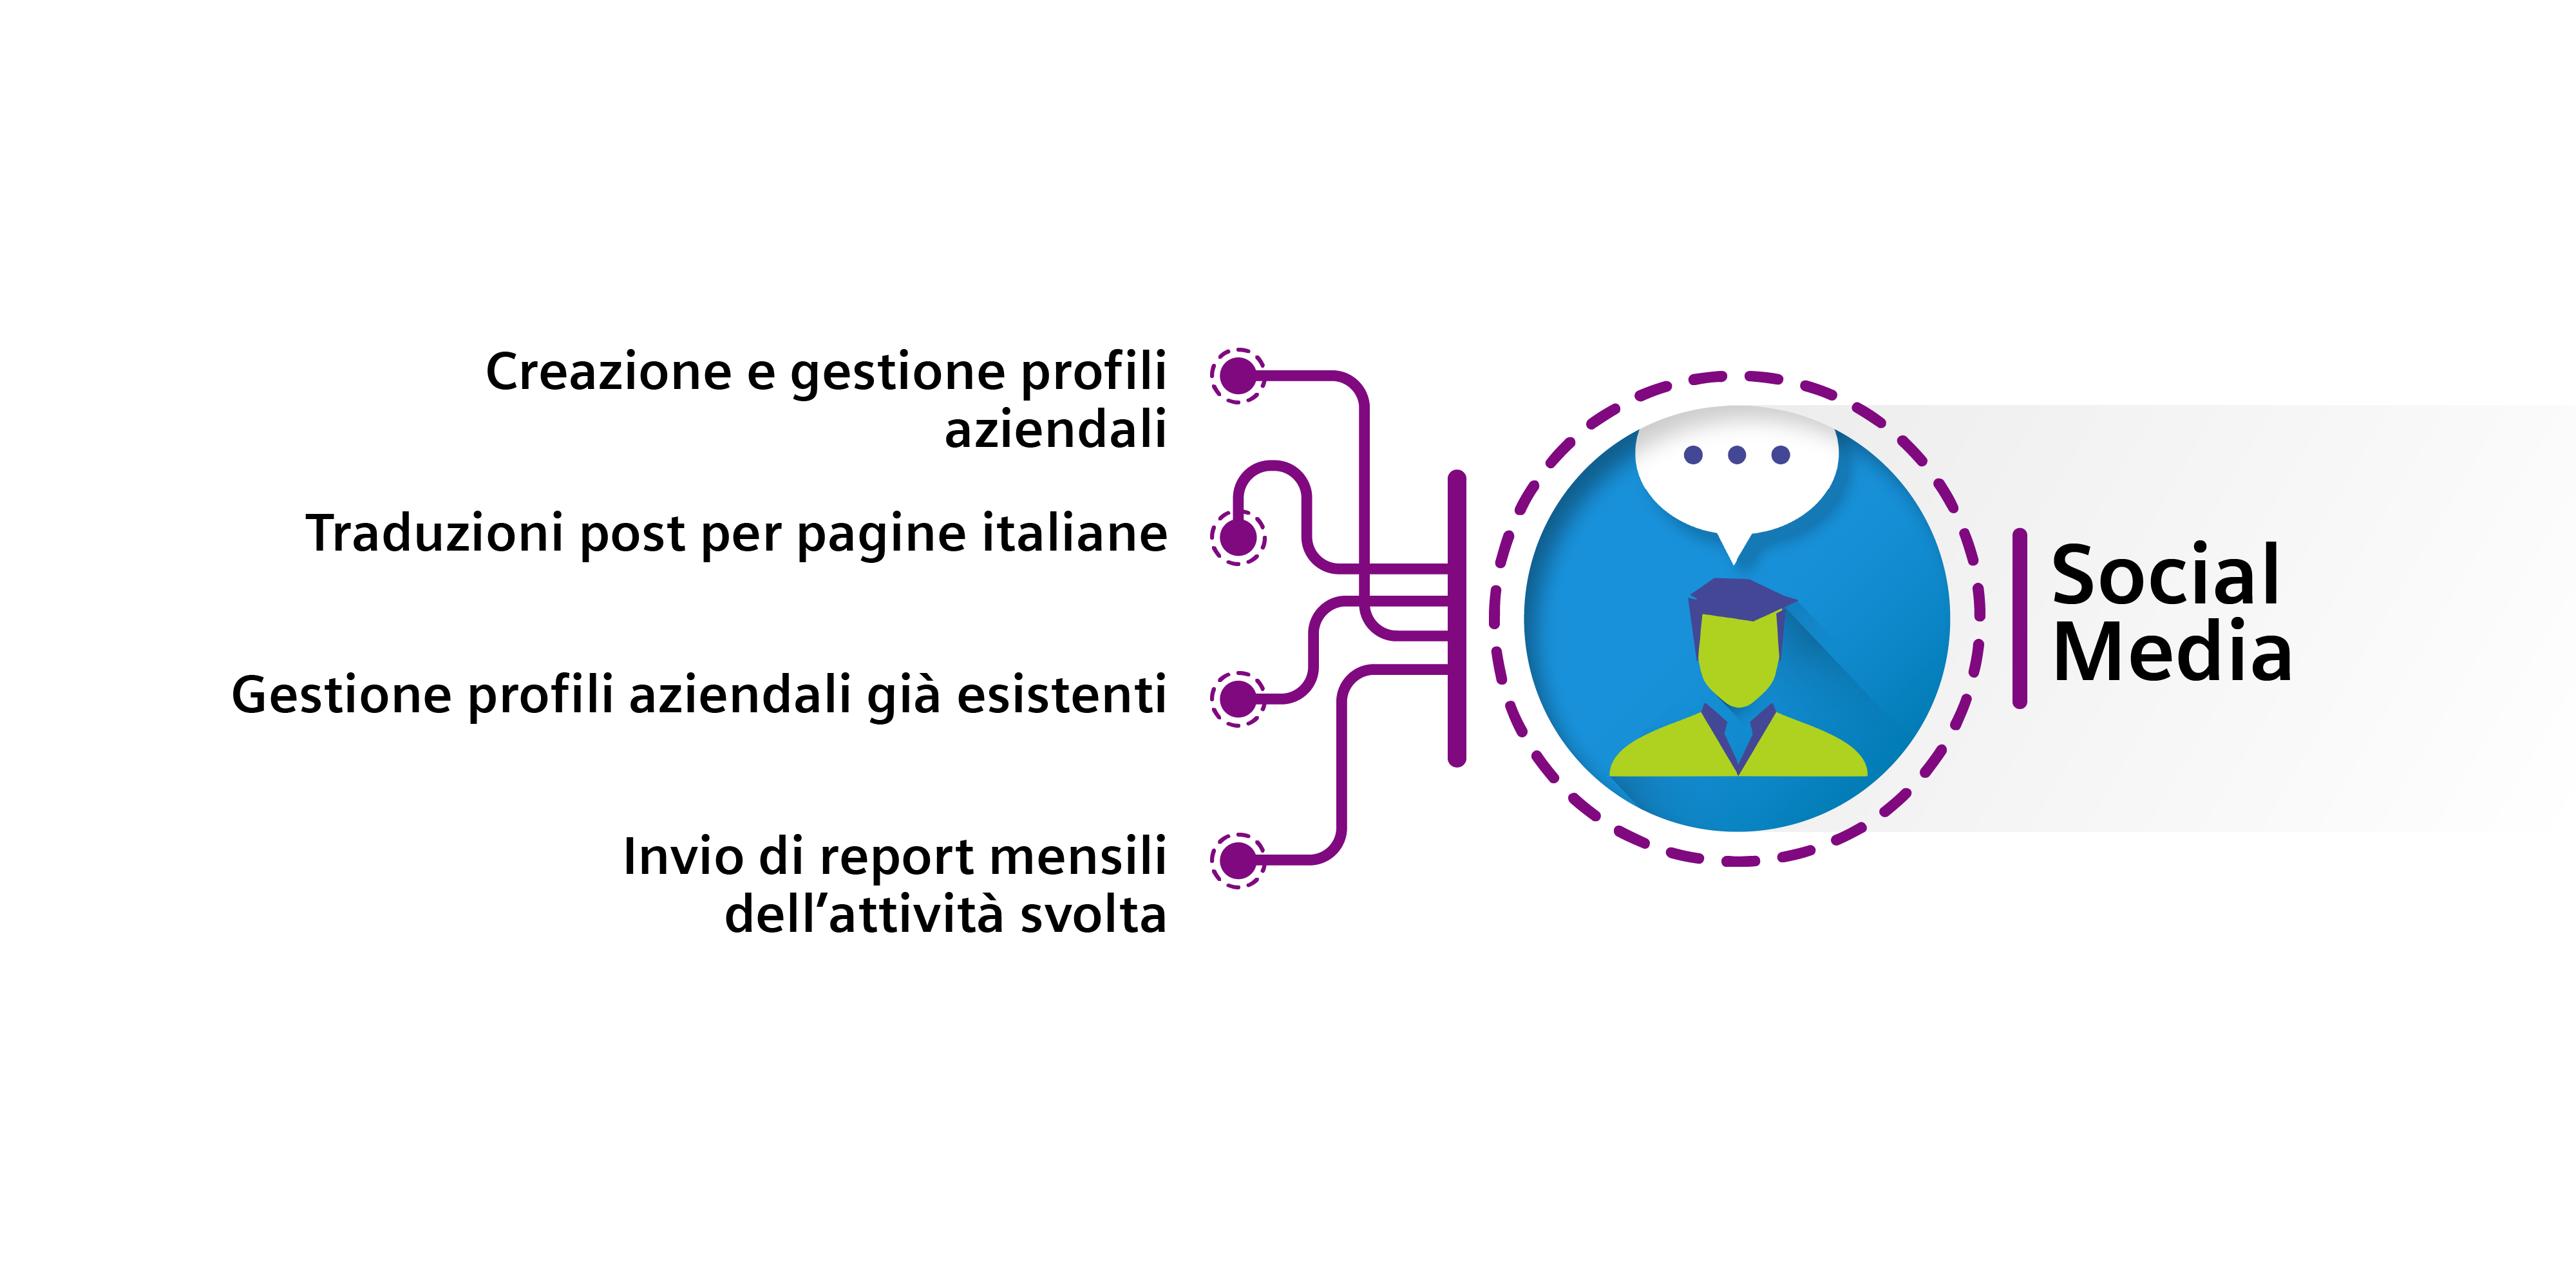 Creazione e gestione profili
aziendali
Traduzioni post per pagine italiane
Gestione profili aziendali già esistenti
Invio di report mensili
dell’attività svolta
Social
Media